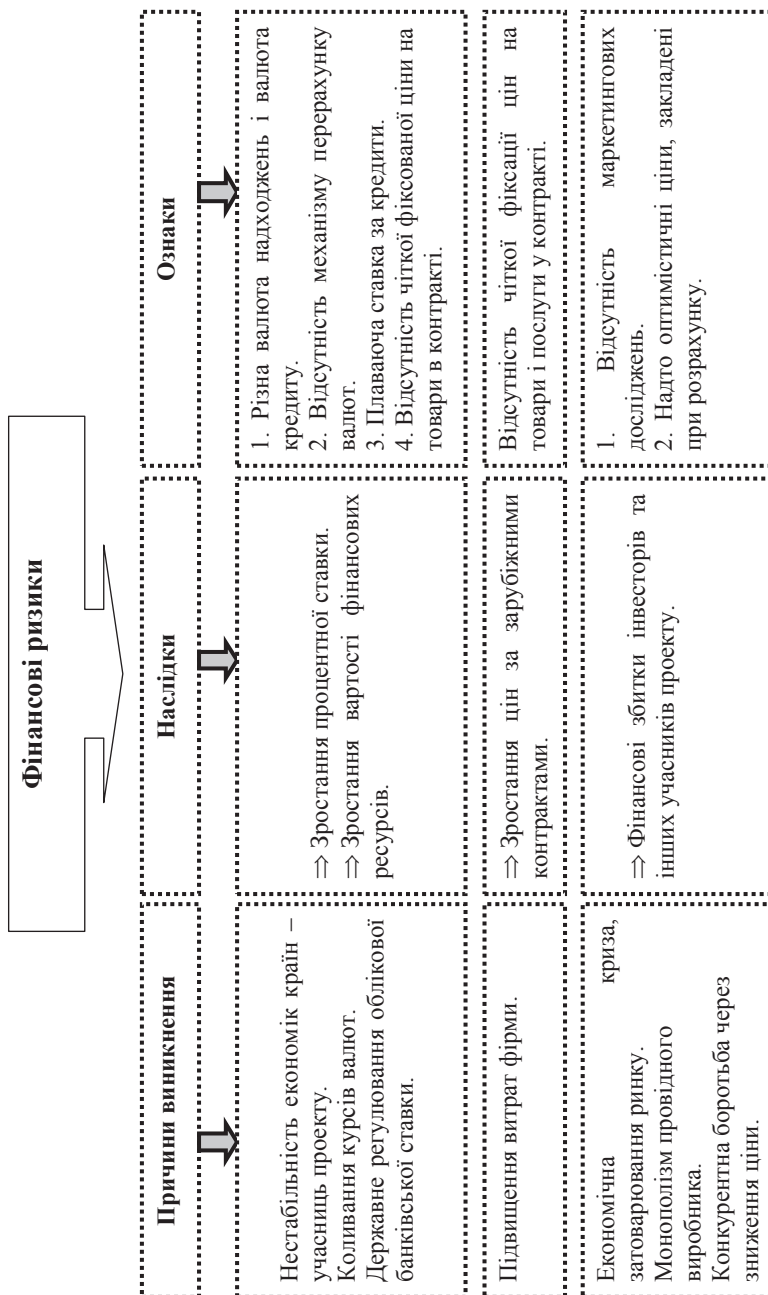 Фінансові ризики
Причини виникнення
Наслідки
Ознаки
Нестабільність економік країн –
учасниць проекту.
Коливання курсів валют.
Державне регулювання облікової
банківської ставки.
⇒ Зростання процентної ставки.
⇒ Зростання вартості фінансових
ресурсів.
1. Різна валюта надходжень і валюта
кредиту.
2. Відсутність механізму перерахунку
валют.
3. Плаваюча ставка за кредити.
4. Відсутність чіткої фіксованої ціни на
товари в контракті.
Підвищення витрат фірми.
⇒ Зростання цін за зарубіжними
контрактами.
Відсутність чіткої фіксації цін на
товари і послуги у контракті.
Економічна криза,
затоварювання ринку.
Монополізм провідного
виробника.
Конкурентна боротьба через
зниження ціни.
⇒ Фінансові збитки інвесторів та
інших учасників проекту.
1. Відсутність маркетингових
досліджень.
2. Надто оптимістичні ціни, закладені
при розрахунку.